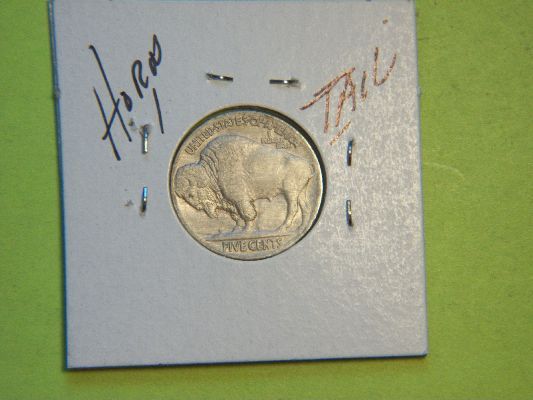 HORN
TAIL
UNITED·STATES·OF·AMERICA
FIVE CENTS